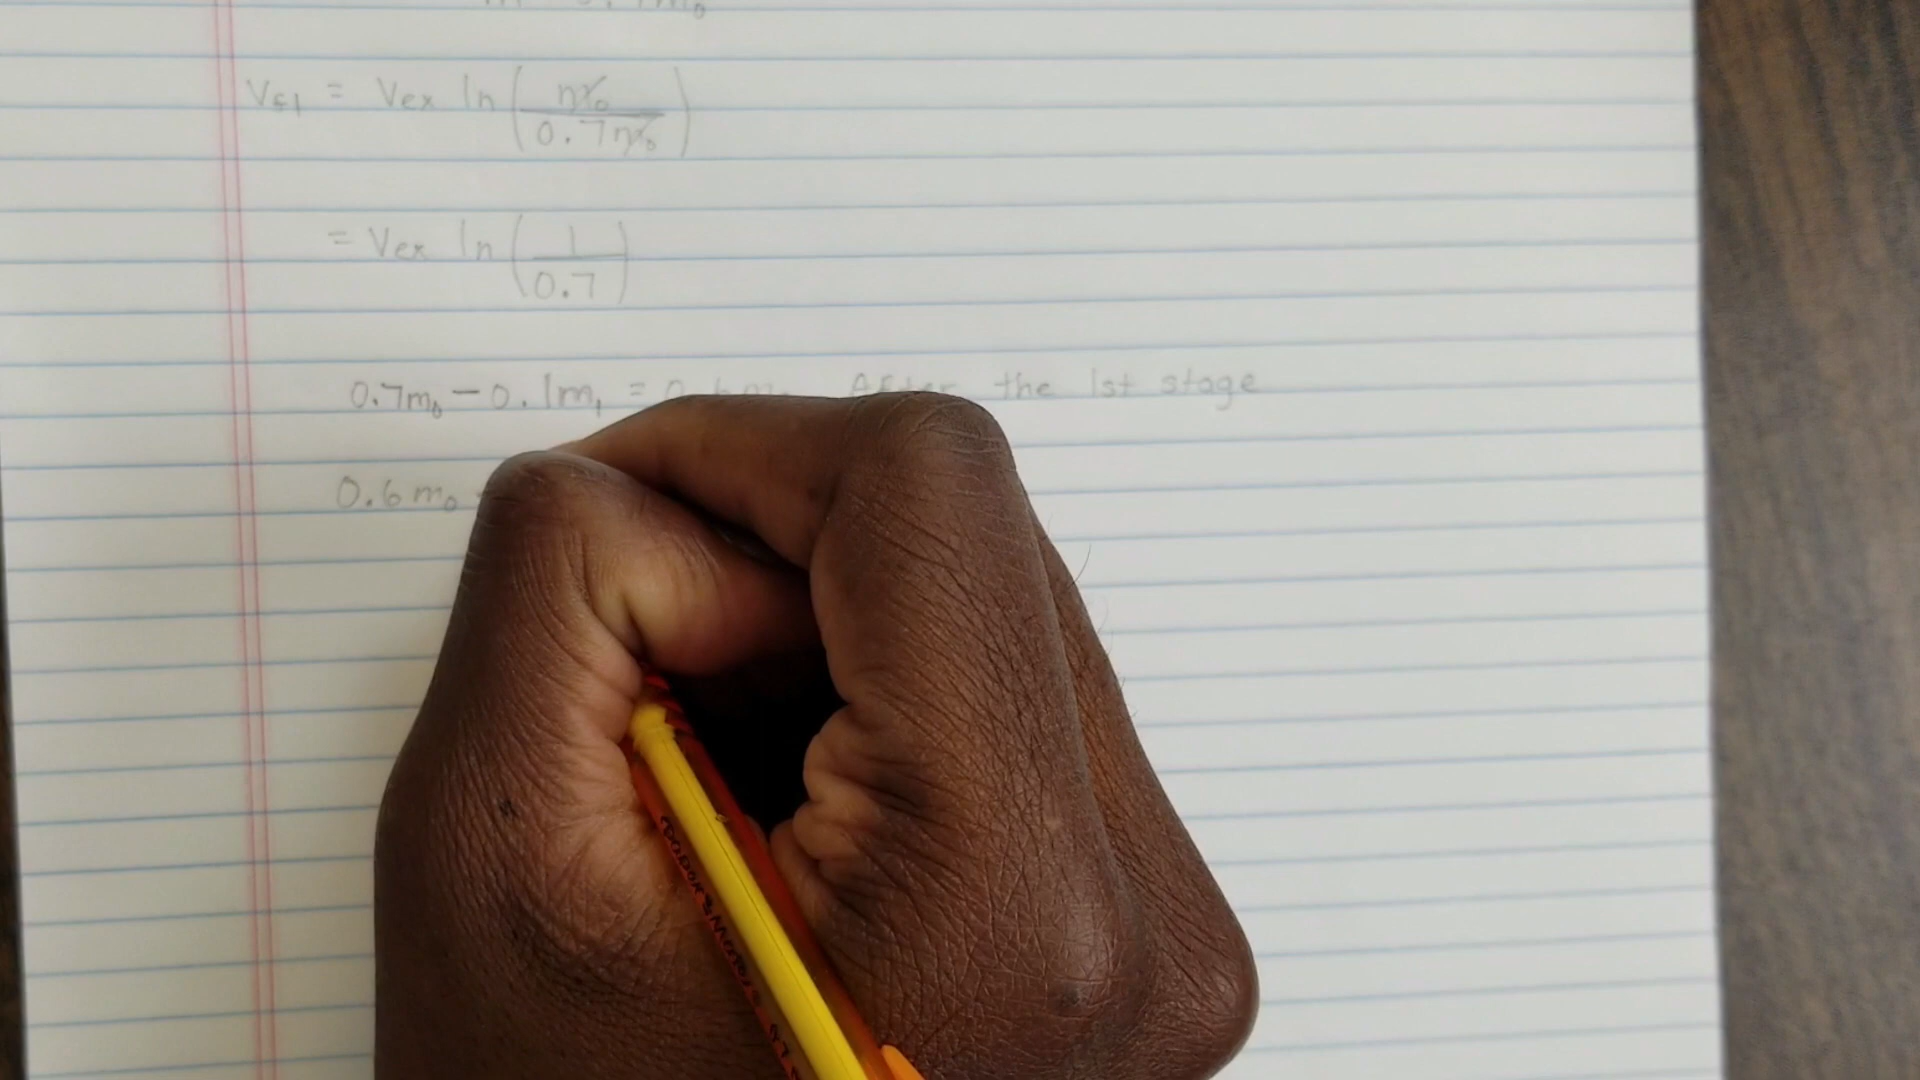 Vf1 = Vex ln(m0/0.7m0)
= Vex ln(1/0.7)
0.7m0 - 0.1m1 = After the 1st stage
0.6m0